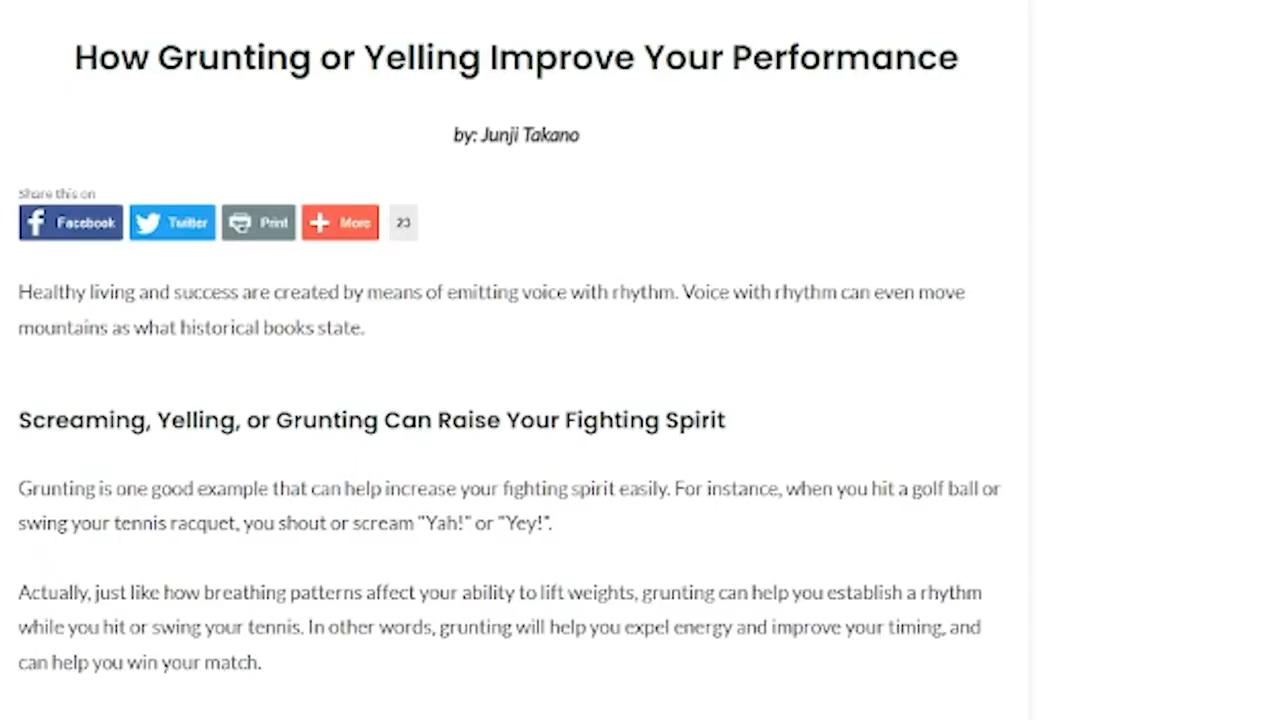 How Grunting or Yelling Improve Your Performance
by: Junji Takano
Share this on
Facebook Twitter Print More 23
Healthy living and success are created by means of emitting voice with rhythm. Voice with rhythm can even move
mountains as what historical books state.
Screaming, Yelling, or Grunting Can Raise Your Fighting Spirit
Grunting is one good example that can help increase your fighting spirit easily. For instance, when you hit a golf ball or
swing your tennis racquet, you shout or scream "Yah!" or "Yey!".
Actually, just like how breathing patterns affect your ability to lift weights, grunting can help you establish a rhythm
while you hit or swing your tennis. In other words, grunting will help you expel energy and improve your timing, and
can help you win your match.